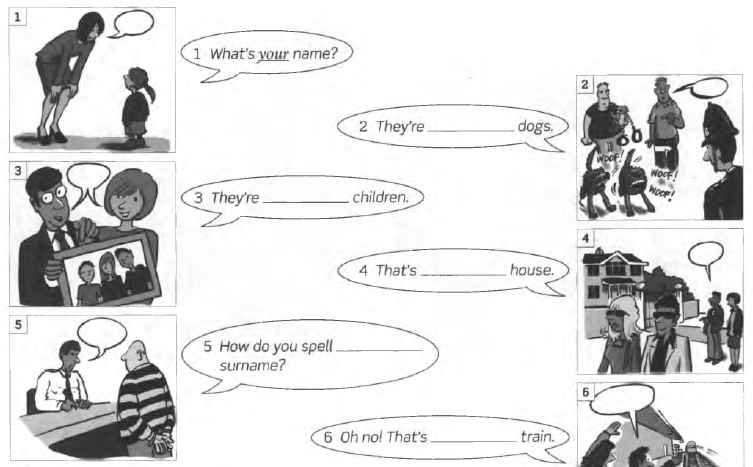 1
1 What's your name?
2
2 They're ________ dogs.
WOOF!
WOOF!
WOOF!
3
3 They're ________ children.
4
4 That's ________ house.
5
5 How do you spell ________
surname?
6
6 Oh no! That's ________ train.